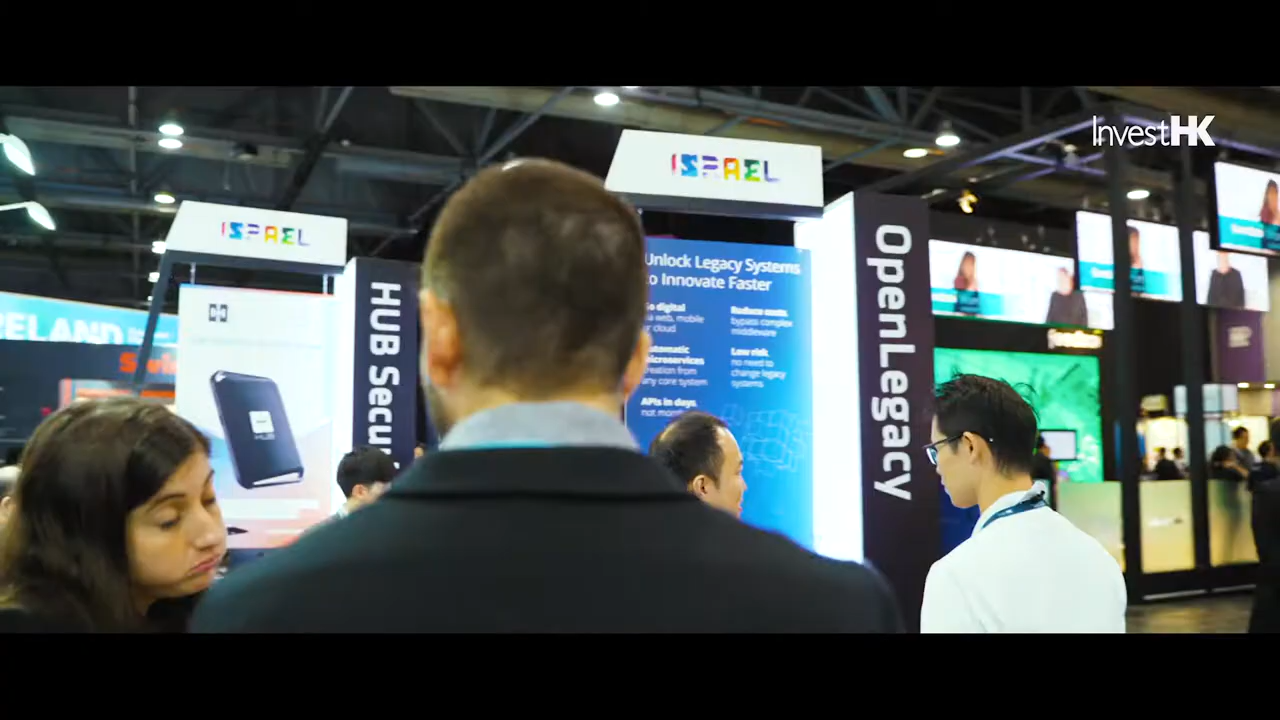 InvestHK
ISRAEL
ISRAEL
OpenLegacy
Unlock Legacy Systems
to Innovate Faster
Go digital
via web, mobile
or cloud
Automatic
microservices
creation from
any core system
APIs in days,
not months
Reduce costs,
bypass complex
middleware
Low risk,
no need to
change legacy
systems
HUB Secu
HUB
RELAND